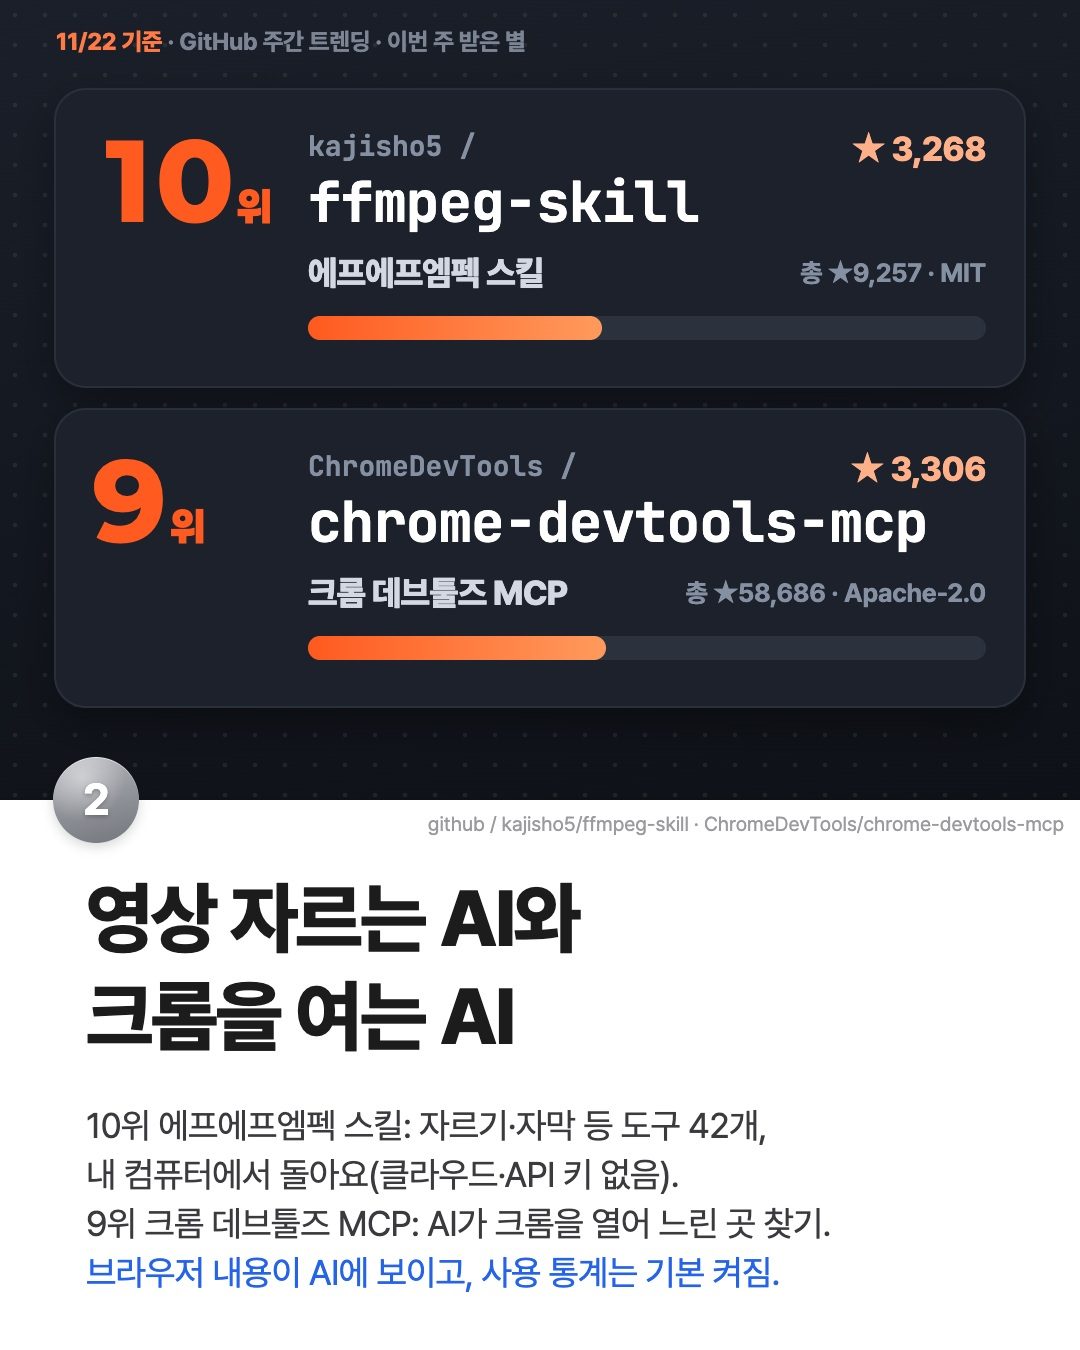 11/22 기준 · GitHub 주간 트렌딩 · 이번 주 받은 별
10위
kajisho5 /
★ 3,268
ffmpeg-skill
에프에프엠펙 스킬
총 ★9,257 · MIT
9위
ChromeDevTools /
★ 3,306
chrome-devtools-mcp
크롬 데브툴즈 MCP
총 ★58,686 · Apache-2.0
2
github / kajisho5/ffmpeg-skill · ChromeDevTools/chrome-devtools-mcp
영상 자르는 AI와
크롬을 여는 AI
10위 에프에프엠펙 스킬: 자르기·자막 등 도구 42개,
내 컴퓨터에서 돌아요(클라우드·API 키 없음).
9위 크롬 데브툴즈 MCP: AI가 크롬을 열어 느린 곳 찾기.
브라우저 내용이 AI에 보이고, 사용 통계는 기본 켜짐.